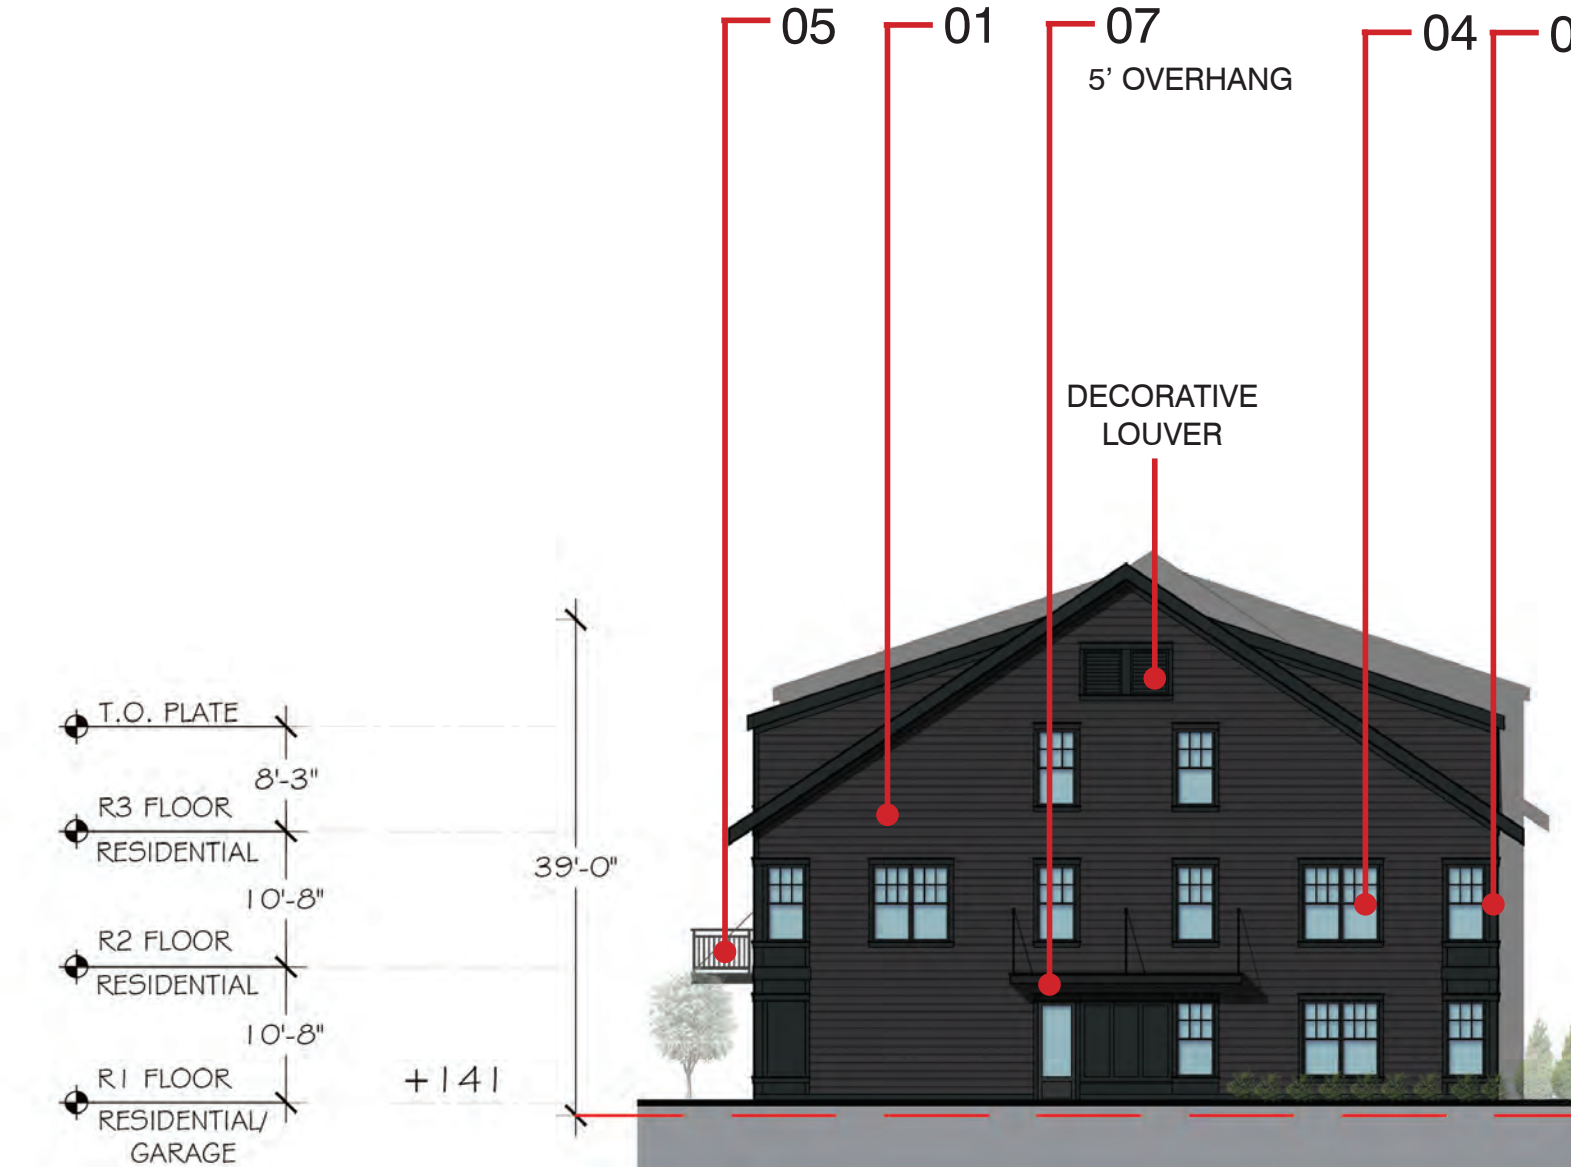 05
01
07
04
5’ OVERHANG
DECORATIVE
LOUVER
T.O. PLATE
8'-3"
R3 FLOOR
RESIDENTIAL
39'-0"
10'-8"
R2 FLOOR
RESIDENTIAL
10'-8"
R1 FLOOR
+141
RESIDENTIAL/
GARAGE